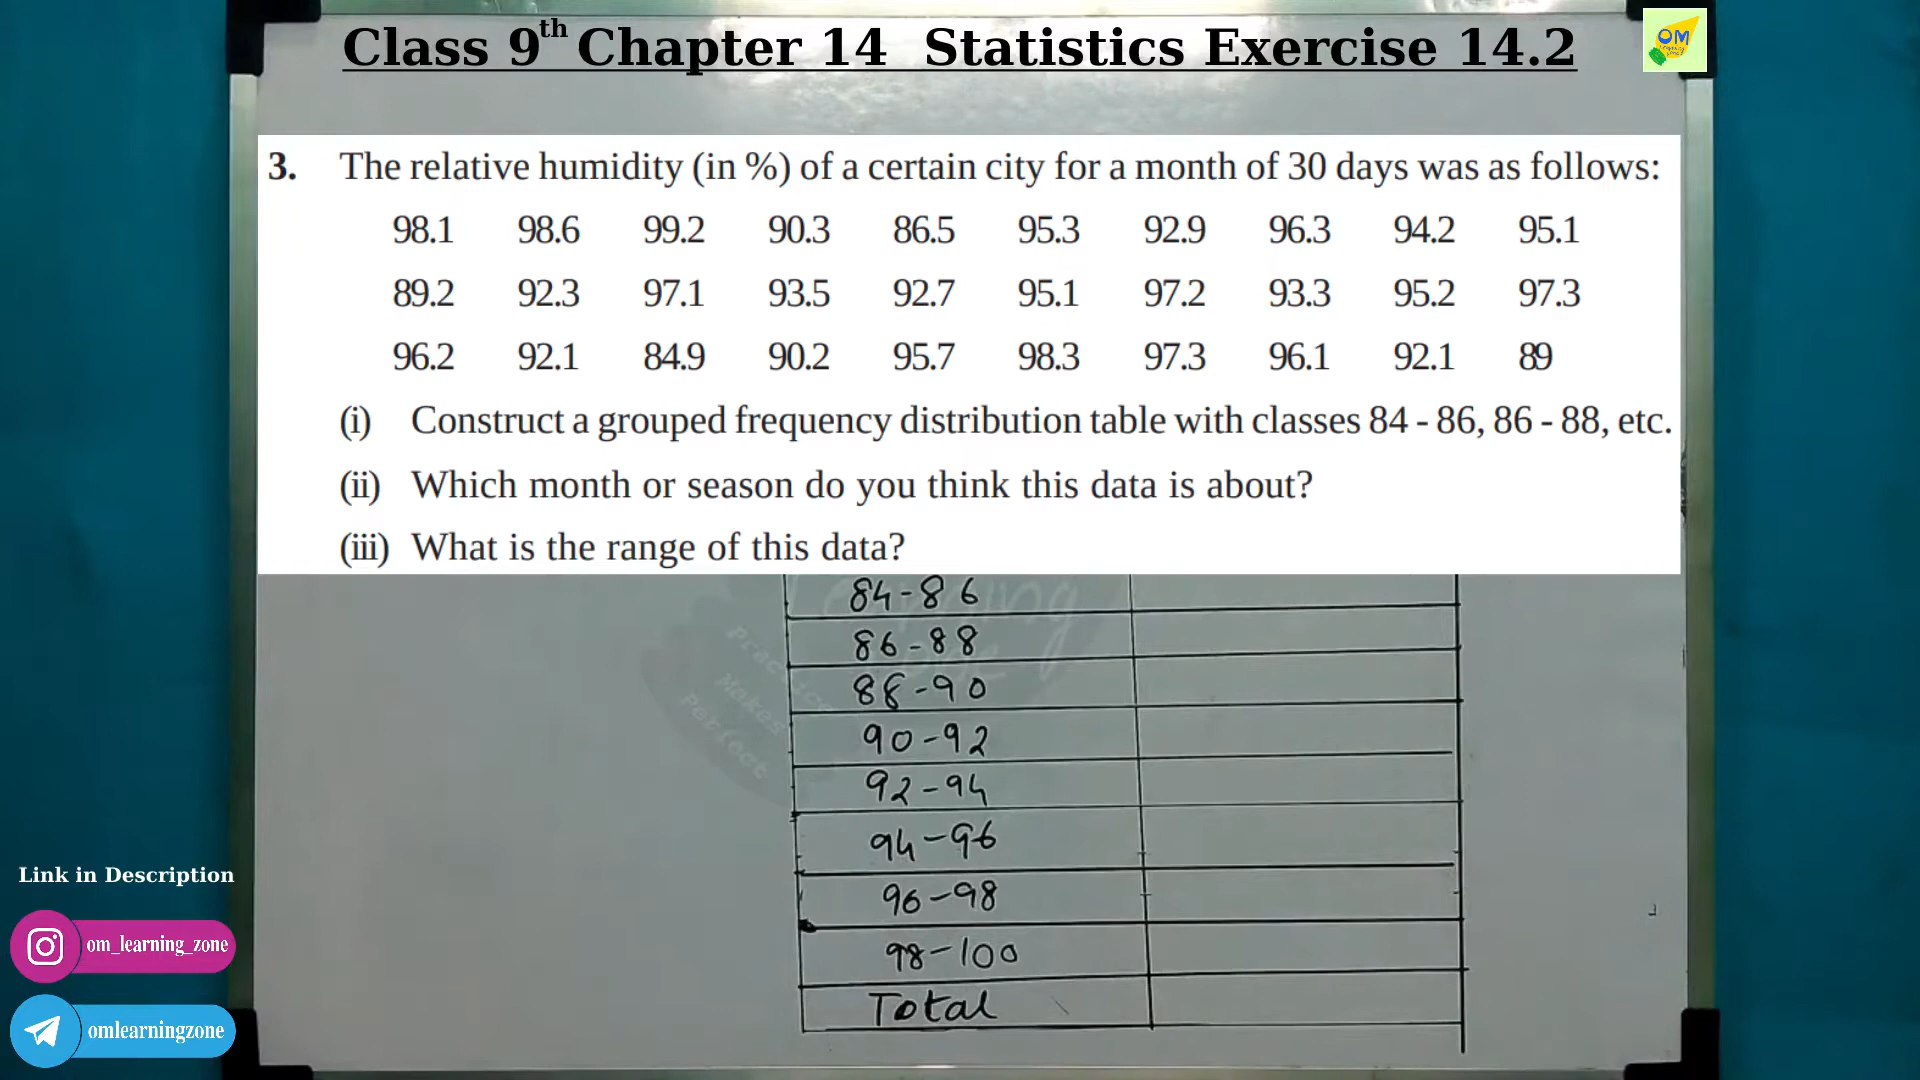 Class 9th Chapter 14 Statistics Exercise 14.2
OM
3. The relative humidity (in %) of a certain city for a month of 30 days was as follows:
98.1 98.6 99.2 90.3 86.5 95.3 92.9 96.3 94.2 95.1
89.2 92.3 97.1 93.5 92.7 95.1 97.2 93.3 95.2 97.3
96.2 92.1 84.9 90.2 95.7 98.3 97.3 96.1 92.1 89
(i) Construct a grouped frequency distribution table with classes 84 - 86, 86 - 88, etc.
(ii) Which month or season do you think this data is about?
(iii) What is the range of this data?
84-86
86-88
88-90
90-92
92-94
94-96
96-98
98-100
Total
Practice
Makes
Perfect
Link in Description
om_learning_zone
omlearningzone